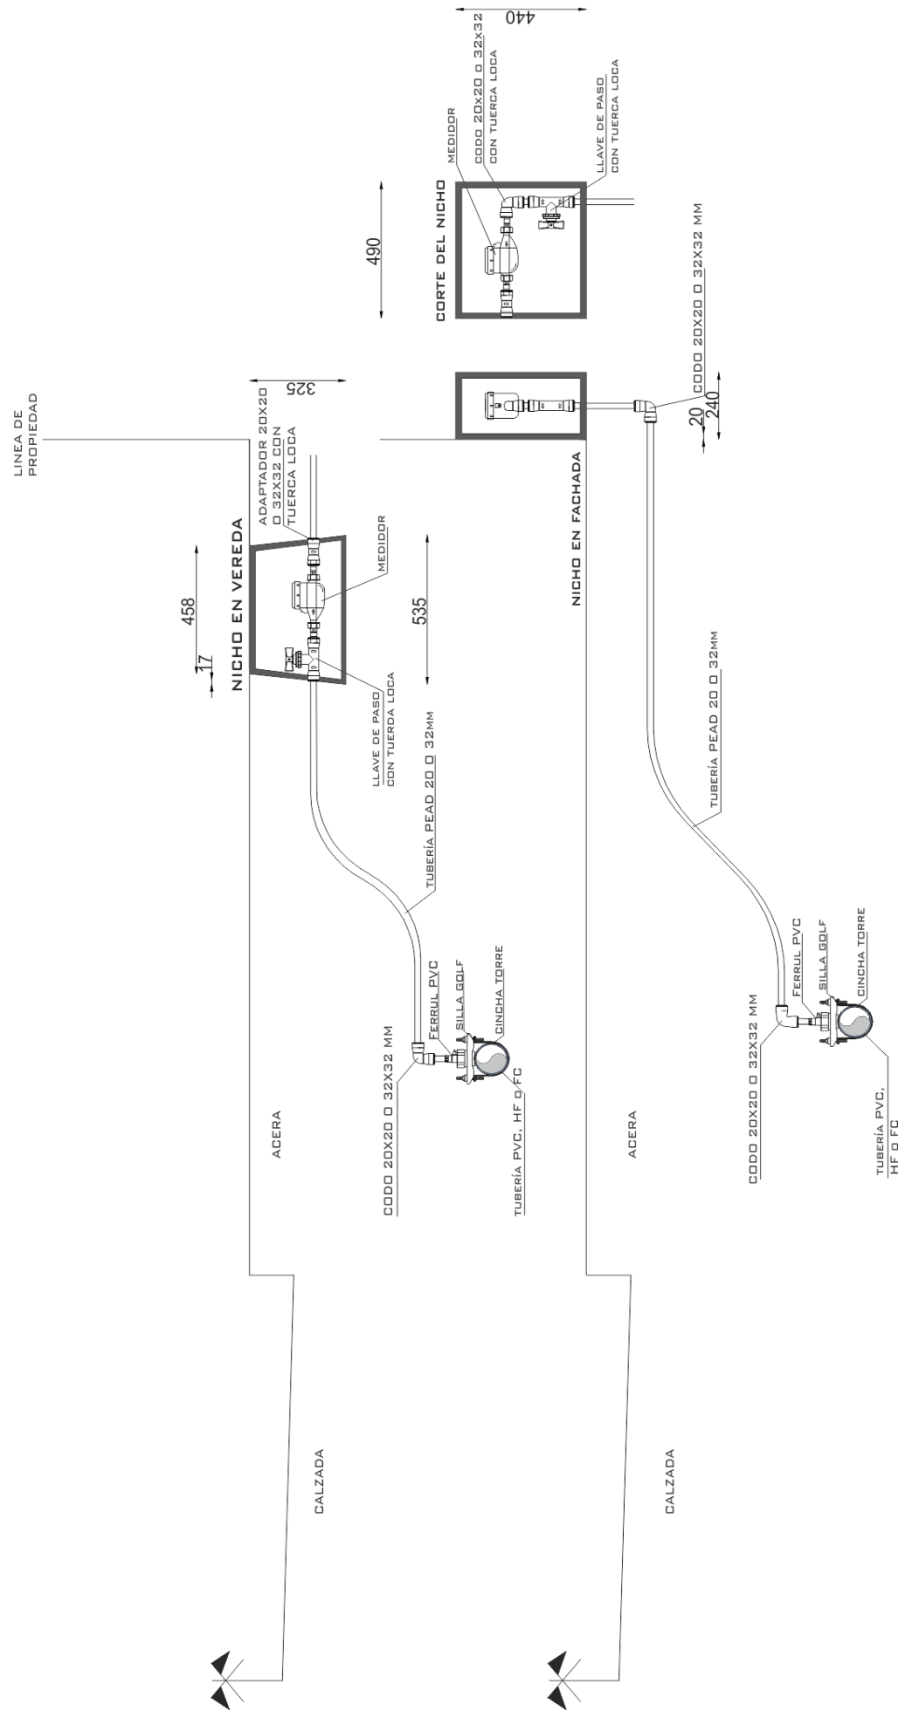 LINEA DE
PROPIEDAD
NICHO EN VEREDA
458
17
325
ADAPTADOR 20X20
O 32X32 CON
TUERCA LOCA
MEDIDOR
535
LLAVE DE PASO
CON TUERDA LOCA
TUBERÍA PEAD 20 O 32MM
CODO 20X20 O 32X32 MM
FERRUL PVC
SILLA GOLF
CINCHA TORRE
TUBERÍA PVC, HF O FC
ACERA
CALZADA
CORTE DEL NICHO
490
440
MEDIDOR
CODO 20X20 O 32X32
CON TUERCA LOCA
LLAVE DE PASO
CON TUERCA LOCA
NICHO EN FACHADA
CODO 20X20 O 32X32 MM
20
240
TUBERÍA PEAD 20 O 32MM
CODO 20X20 O 32X32 MM
FERRUL PVC
SILLA GOLF
CINCHA TORRE
TUBERÍA PVC,
HF O FC
ACERA
CALZADA